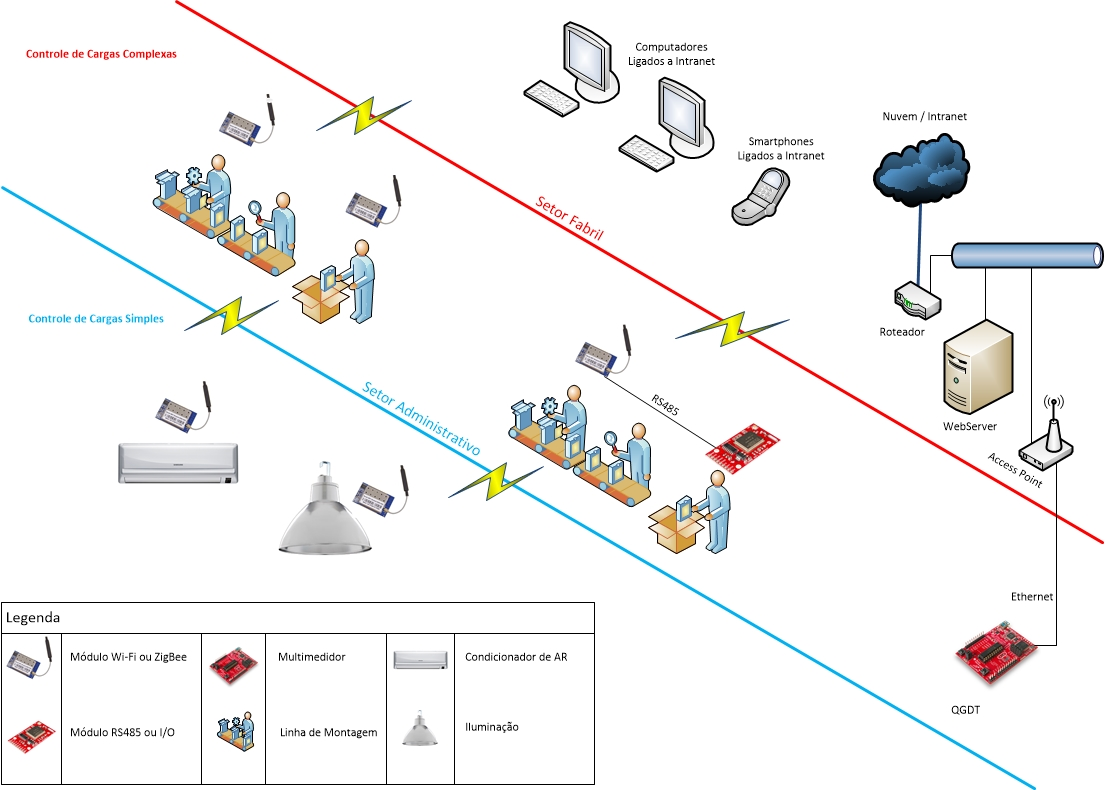 Controle de Cargas Complexas
Computadores
Ligados a Intranet
Nuvem / Intranet
Smartphones
Ligados a Intranet
Setor Fabril
Controle de Cargas Simples
Roteador
Setor Administrativo
RS485
WebServer
Access Point
Ethernet
QGDT
Legenda
Módulo Wi-Fi ou ZigBee
Multimedidor
Condicionador de AR
Módulo RS485 ou I/O
Linha de Montagem
Iluminação